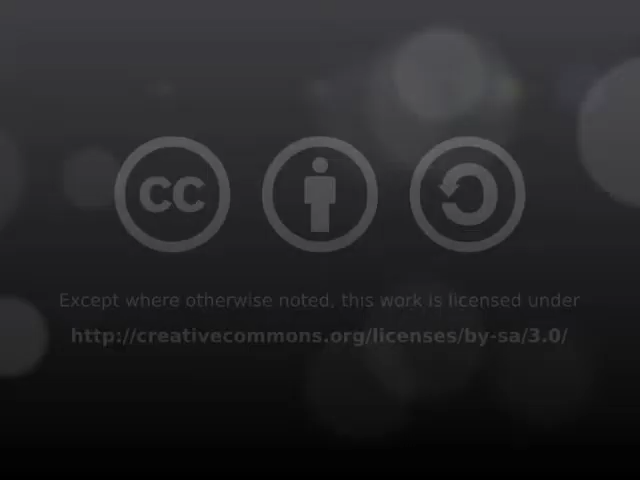 cc
Except where otherwise noted, this work is licensed under
http://creativecommons.org/licenses/by-sa/3.0/